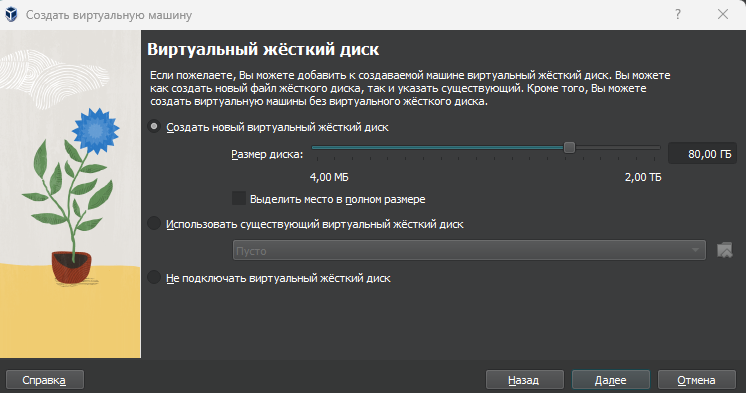 Создать виртуальную машину
Виртуальный жёсткий диск
Если пожелаете, Вы можете добавить к создаваемой машине виртуальный жёсткий диск. Вы можете
как создать новый файл жёсткого диска, так и указать существующий. Кроме того, Вы можете
создать виртуальную машины без виртуального жёсткого диска.
Создать новый виртуальный жёсткий диск
Размер диска:
80,00 ГБ
4,00 МБ
2,00 ТБ
Выделить место в полном размере
Использовать существующий виртуальный жёсткий диск
Пусто
Не подключать виртуальный жёсткий диск
Справка
Назад
Далее
Отмена